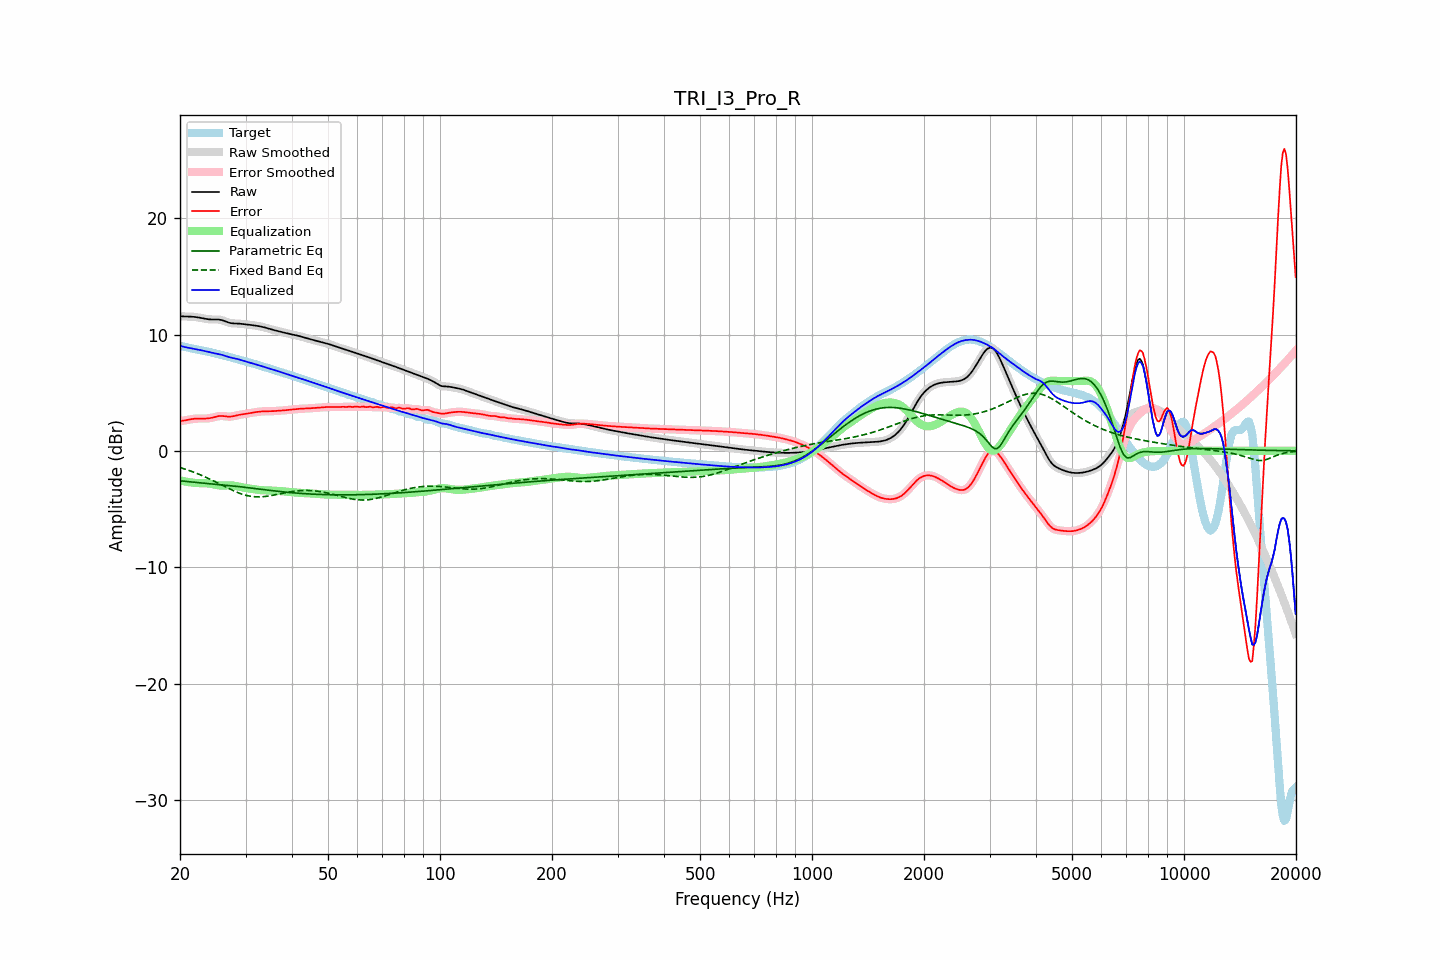 TRI_I3_Pro_R
Target
Raw Smoothed
Error Smoothed
Raw
Error
Equalization
Parametric Eq
Fixed Band Eq
Equalized
Amplitude (dBr)
20
10
0
−10
−20
−30
20 50 100 200 500 1000 2000 5000 10000 20000
Frequency (Hz)